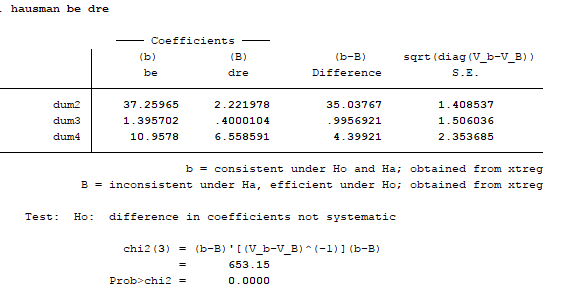 . hausman be dre
Coefficients
(b) (B) (b-B) sqrt(diag(V_b-V_B))
be dre Difference S.E.
dum2 37.25965 2.221978 35.03767 1.408537
dum3 1.395702 .4000104 .9956921 1.506036
dum4 10.9578 6.558591 4.39921 2.353685
b = consistent under Ho and Ha; obtained from xtreg
B = inconsistent under Ha, efficient under Ho; obtained from xtreg
Test: Ho: difference in coefficients not systematic
chi2(3) = (b-B)'[(V_b-V_B)^(-1)](b-B)
= 653.15
Prob>chi2 = 0.0000